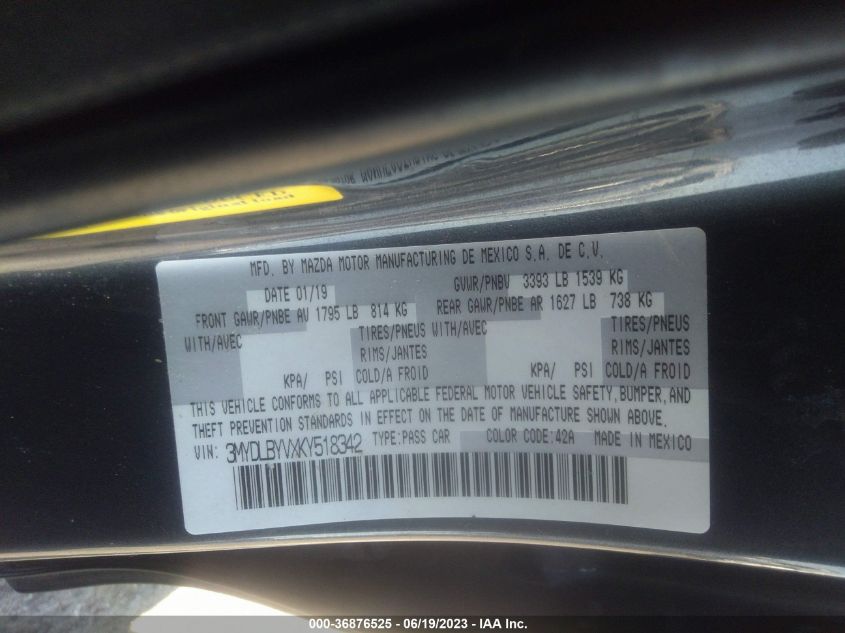 MFD. BY MAZDA MOTOR MANUFACTURING DE MEXICO S.A. DE C.V.
DATE 01/19 GVWR/PNBV 3393 LB 1539 KG
FRONT GAWR/PNBE AV 1795 LB 814 KG REAR GAWR/PNBE AR 1627 LB 738 KG
WITH/AVEC TIRES/PNEUS WITH/AVEC TIRES/PNEUS
RIMS/JANTES RIMS/JANTES
KPA/ PSI COLD/A FROID KPA/ PSI COLD/A FROID
THIS VEHICLE CONFORMS TO ALL APPLICABLE FEDERAL MOTOR VEHICLE SAFETY, BUMPER, AND
THEFT PREVENTION STANDARDS IN EFFECT ON THE DATE OF MANUFACTURE SHOWN ABOVE.
VIN: 3MYDLBYVXKY518342 TYPE:PASS CAR COLOR CODE:42A MADE IN MEXICO
000-36876525 - 06/19/2023 - IAA Inc.